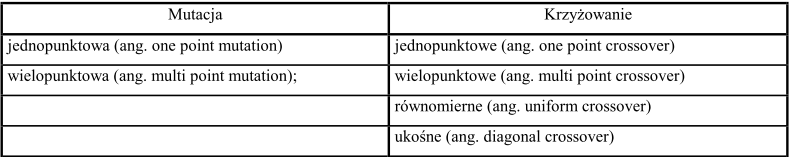 Mutacja Krzyżowanie
jednopunktowa (ang. one point mutation) jednopunktowe (ang. one point crossover)
wielopunktowa (ang. multi point mutation); wielopunktowe (ang. multi point crossover)
równomierne (ang. uniform crossover)
ukośne (ang. diagonal crossover)